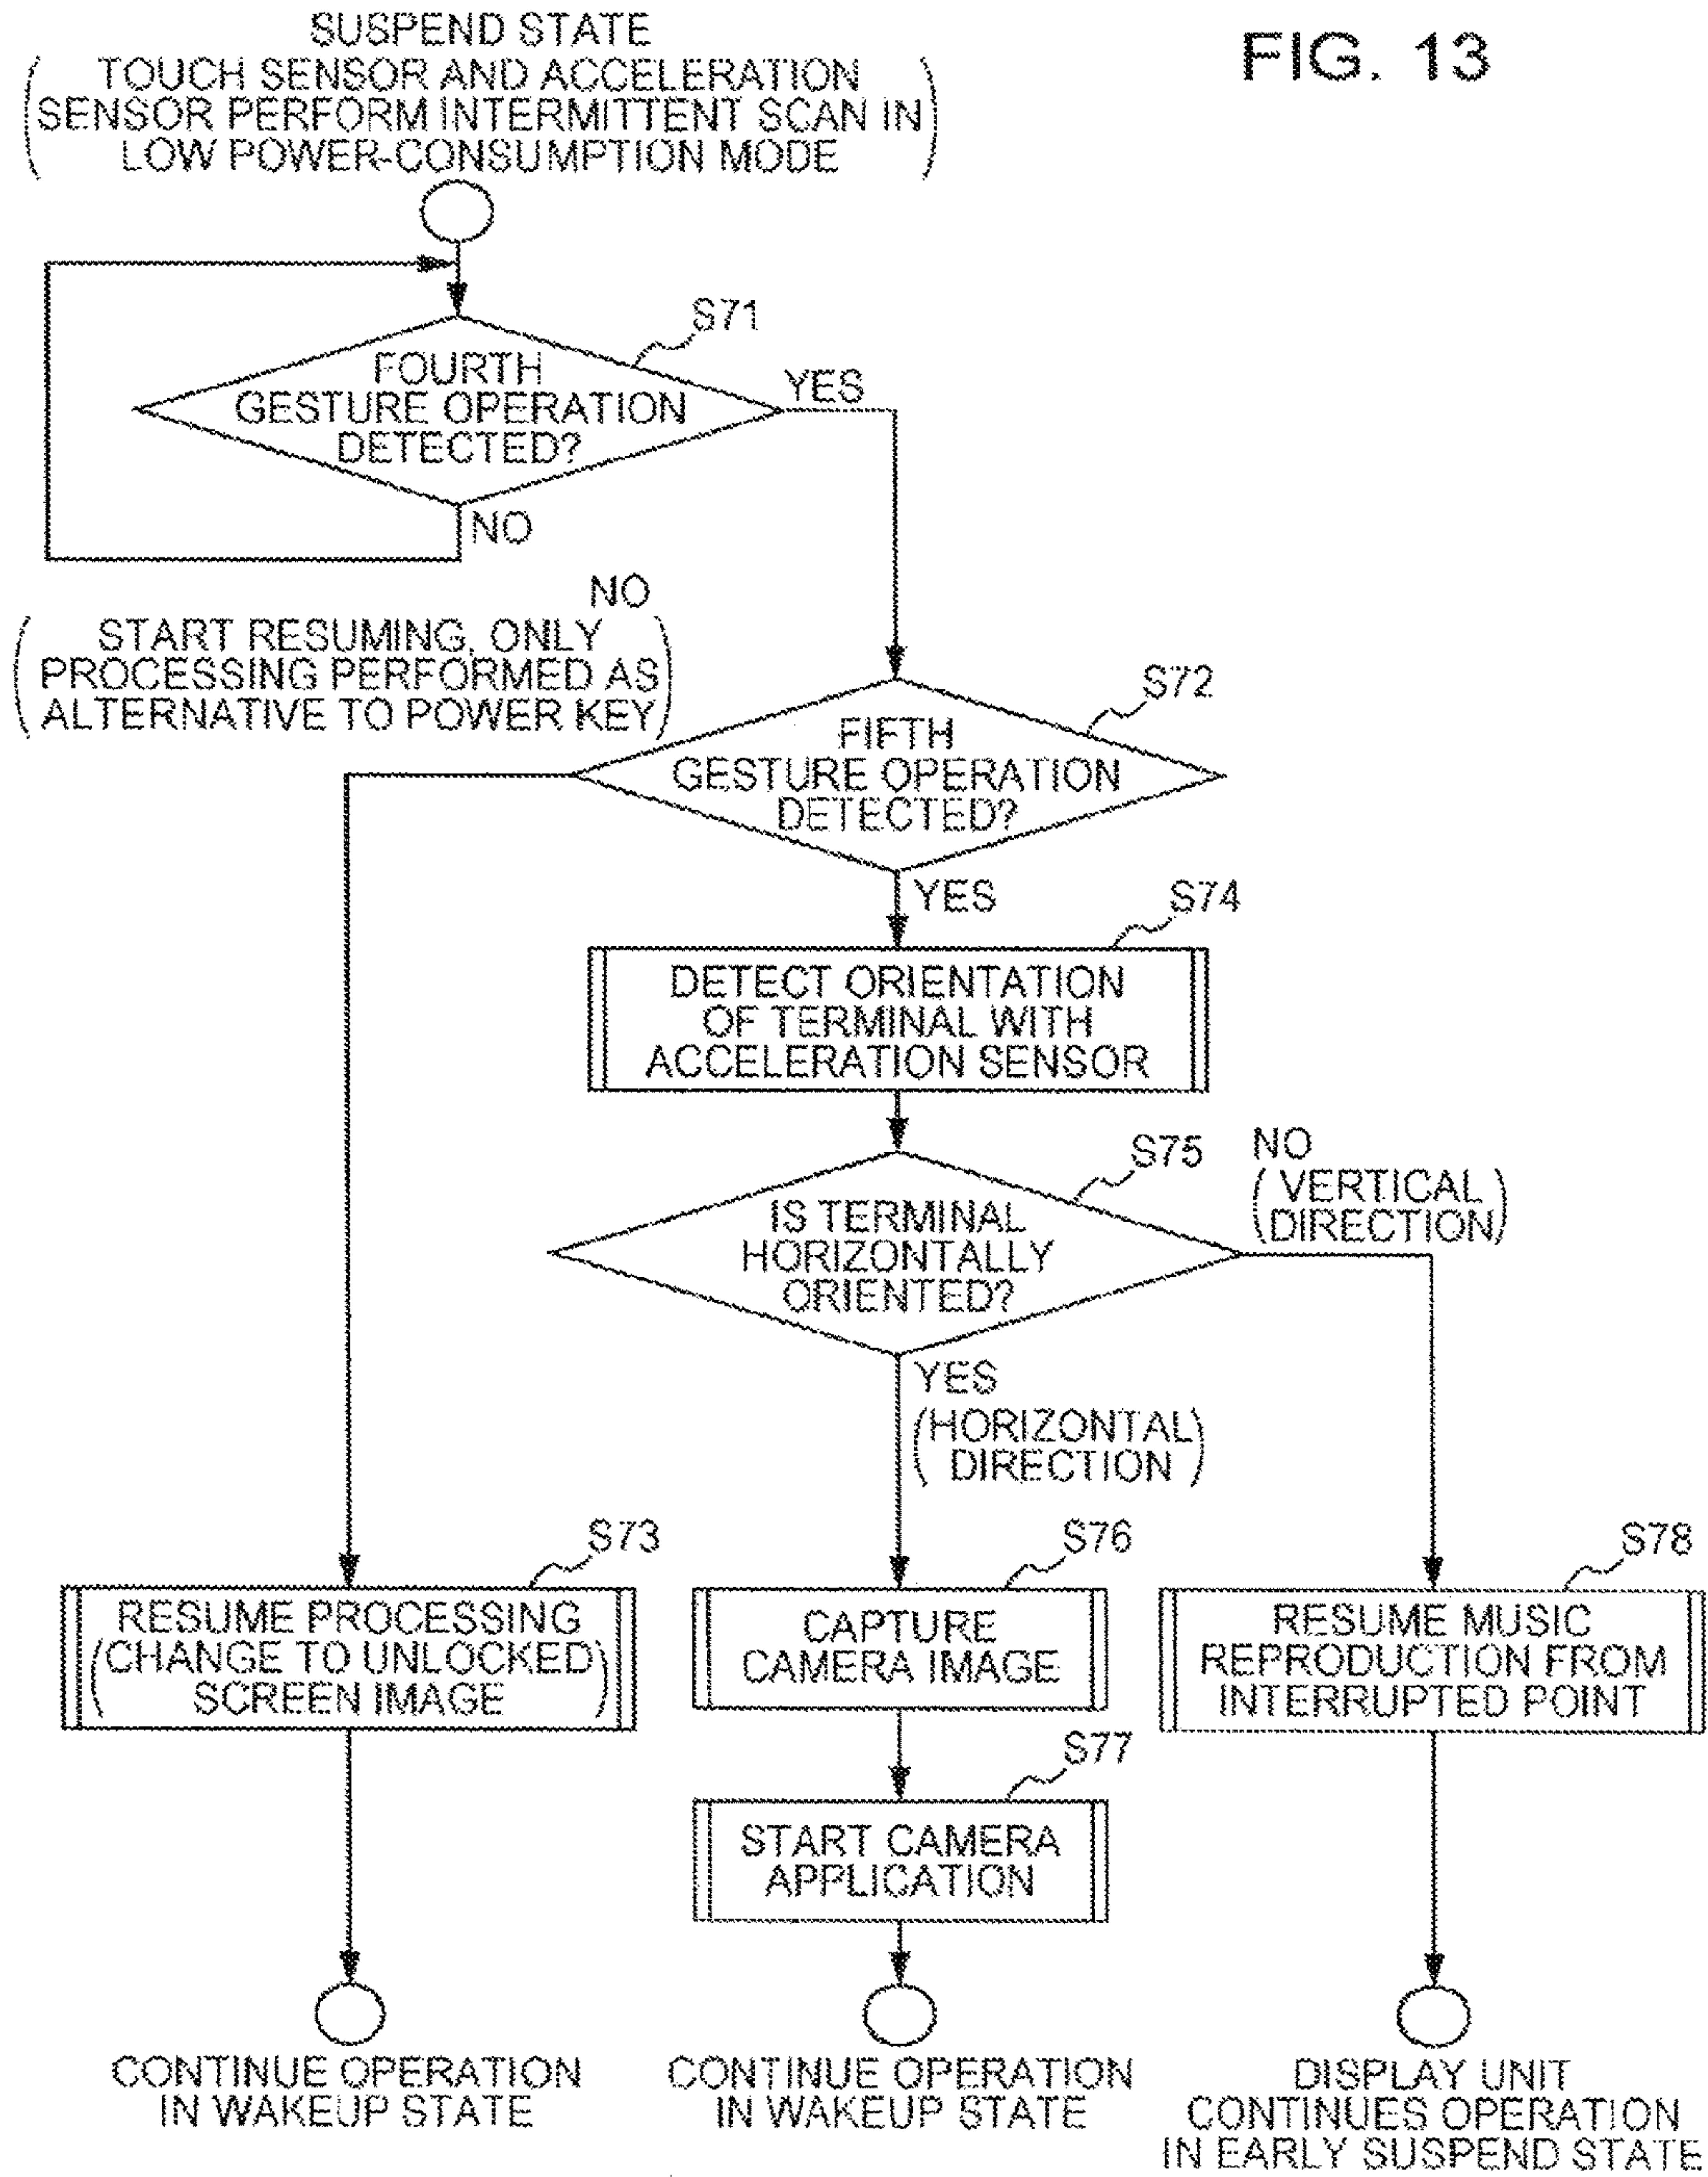 SUSPEND STATE
FIG. 13
(TOUCH SENSOR AND ACCELERATION
SENSOR PERFORM INTERMITTENT SCAN IN
LOW POWER-CONSUMPTION MODE)
S71
FOURTH
GESTURE OPERATION
DETECTED?
YES
NO
NO
(START RESUMING, ONLY
PROCESSING PERFORMED AS
ALTERNATIVE TO POWER KEY)
S72
FIFTH
GESTURE OPERATION
DETECTED?
YES
S74
DETECT ORIENTATION
OF TERMINAL WITH
ACCELERATION SENSOR
S75
IS TERMINAL
HORIZONTALLY
ORIENTED?
NO
(VERTICAL
DIRECTION)
YES
(HORIZONTAL
DIRECTION)
S73
RESUME PROCESSING
(CHANGE TO UNLOCKED
SCREEN IMAGE)
S76
CAPTURE
CAMERA IMAGE
S78
RESUME MUSIC
REPRODUCTION FROM
INTERRUPTED POINT
S77
START CAMERA
APPLICATION
CONTINUE OPERATION
IN WAKEUP STATE
CONTINUE OPERATION
IN WAKEUP STATE
DISPLAY UNIT
CONTINUES OPERATION
IN EARLY SUSPEND STATE